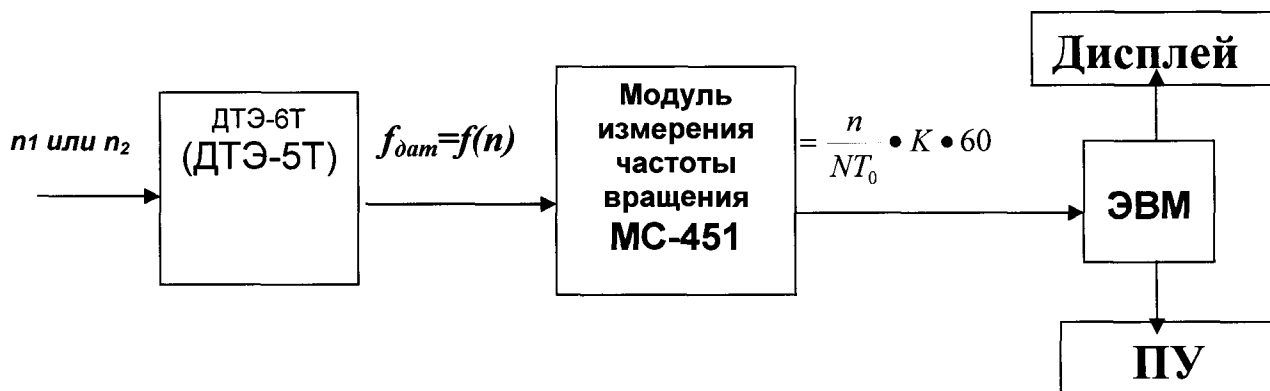 n1 или n2
ДТЭ-6Т
(ДТЭ-5Т)
fдат=f(n)
Модуль
измерения
частоты
вращения
МС-451
= n/NT0 • K • 60
ЭВМ
Дисплей
ПУ